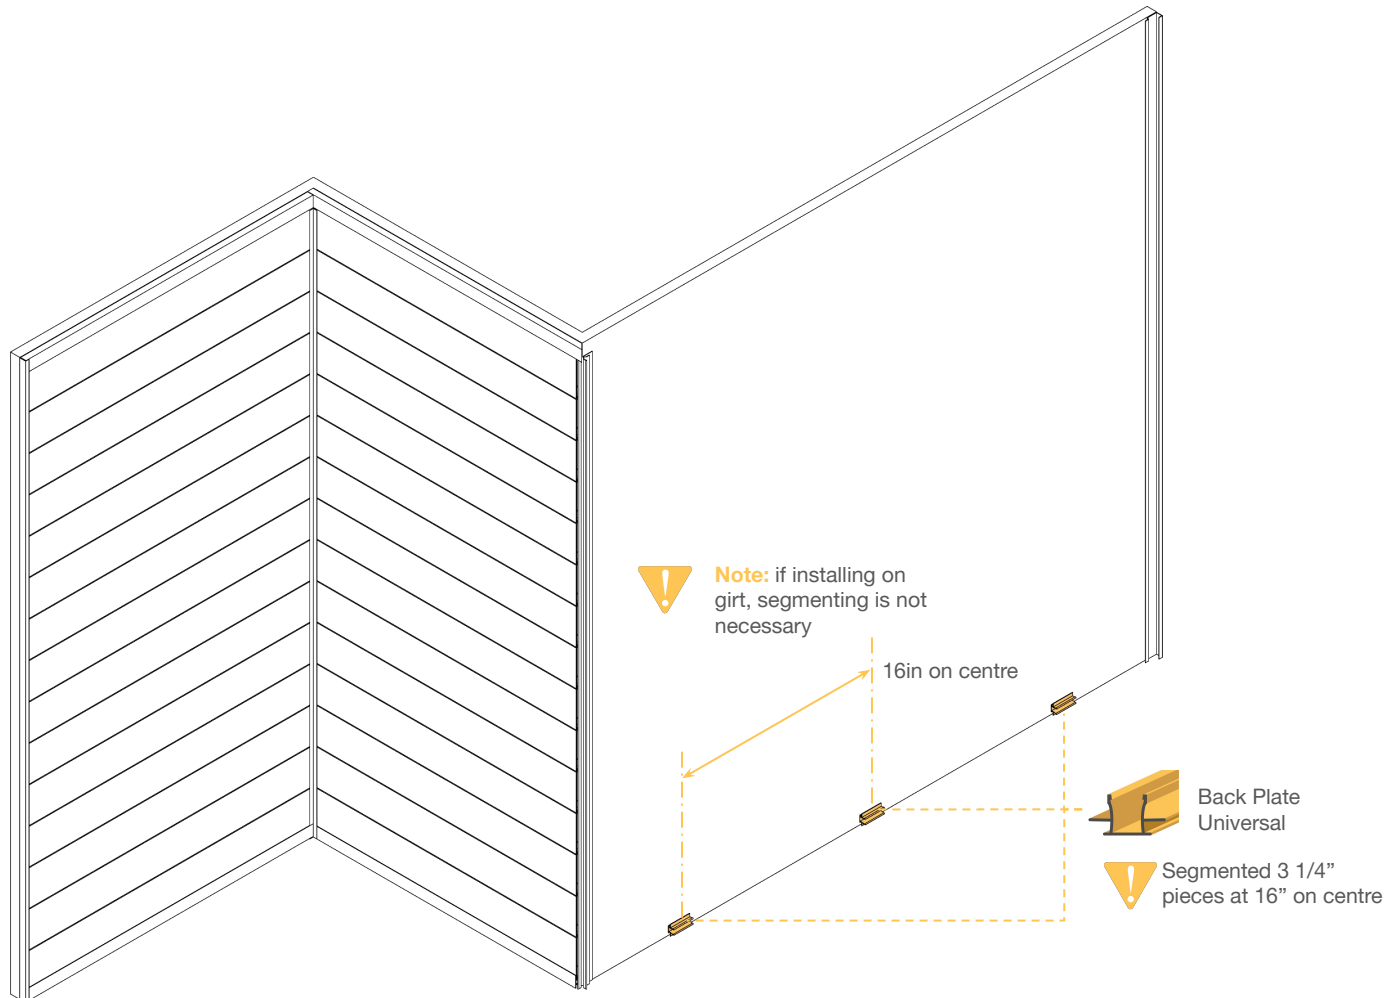 Note: if installing on
girt, segmenting is not
necessary
16in on centre
Back Plate
Universal
Segmented 3 1/4”
pieces at 16” on centre